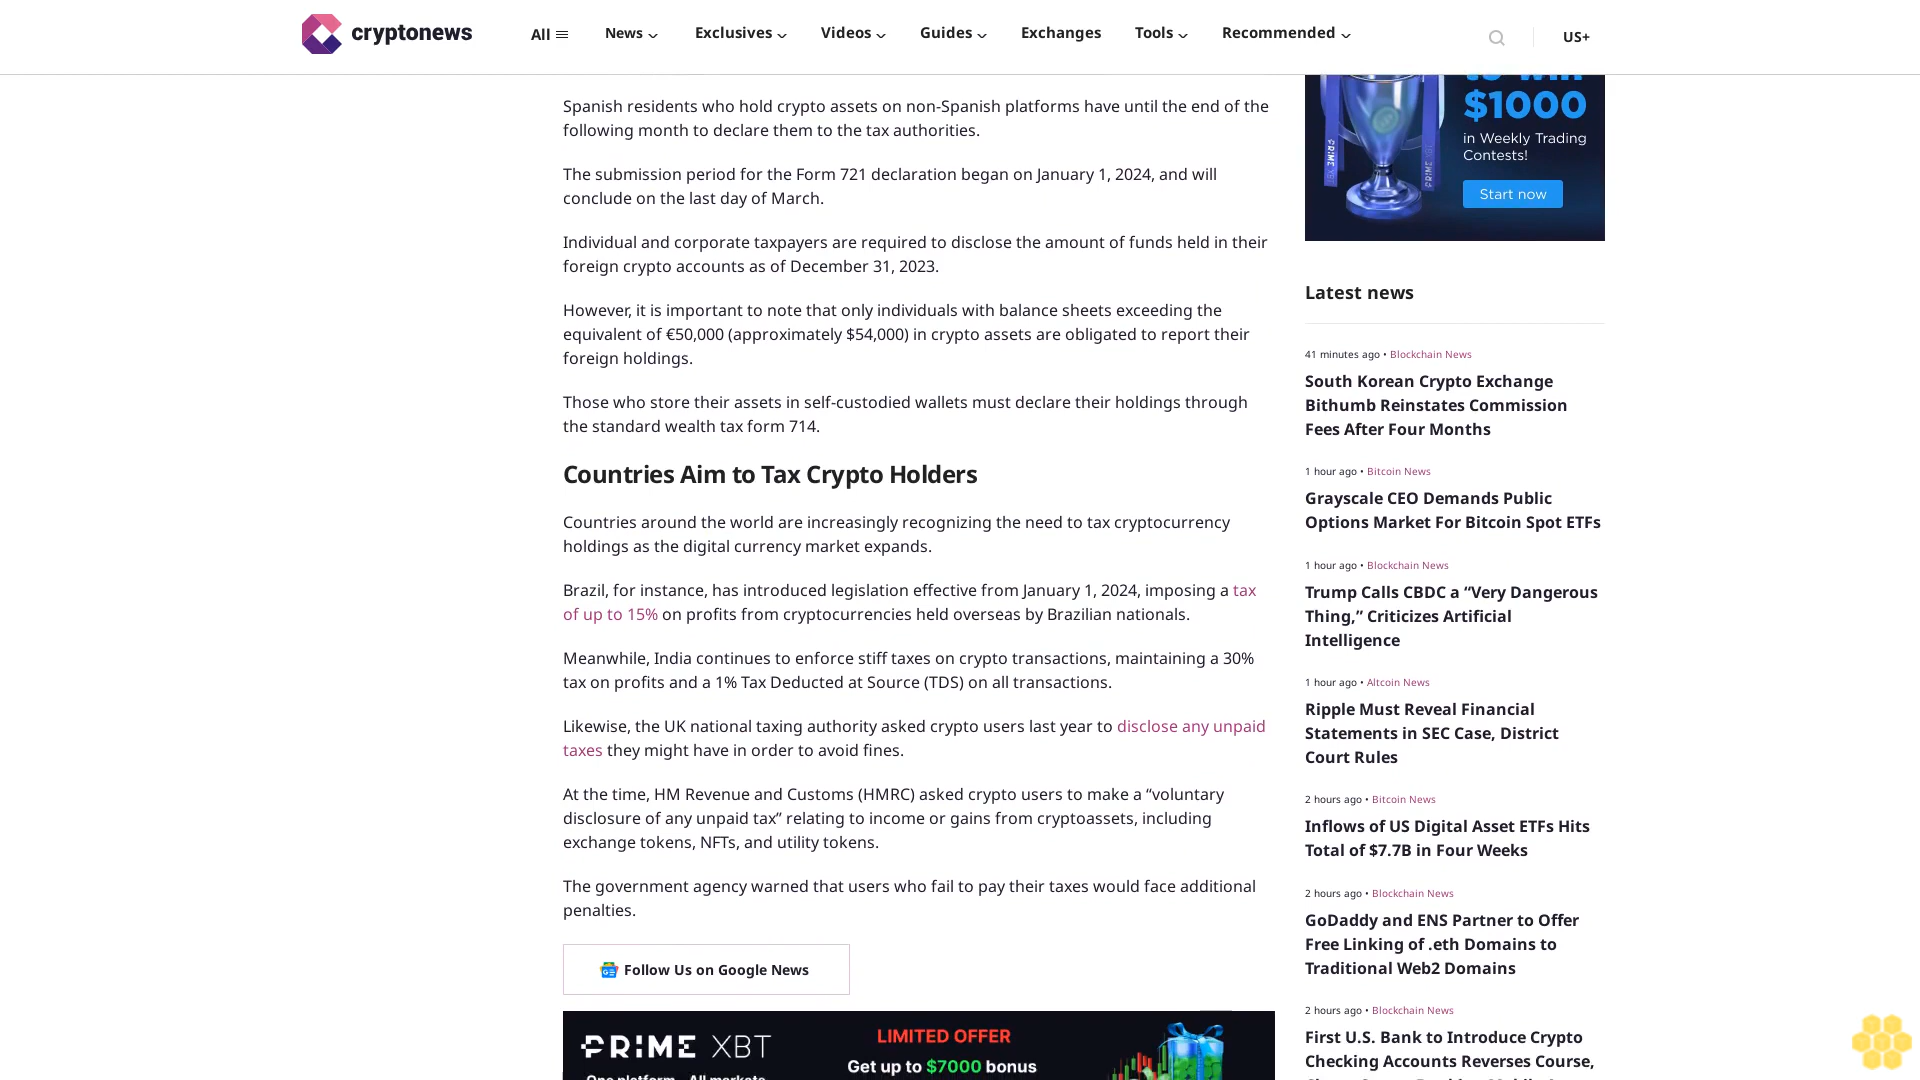 cryptonews
All
News
Exclusives
Videos
Guides
Exchanges
Tools
Recommended
US+
Spanish residents who hold crypto assets on non-Spanish platforms have until the end of the
following month to declare them to the tax authorities.
The submission period for the Form 721 declaration began on January 1, 2024, and will
conclude on the last day of March.
Individual and corporate taxpayers are required to disclose the amount of funds held in their
foreign crypto accounts as of December 31, 2023.
However, it is important to note that only individuals with balance sheets exceeding the
equivalent of €50,000 (approximately $54,000) in crypto assets are obligated to report their
foreign holdings.
Those who store their assets in self-custodied wallets must declare their holdings through
the standard wealth tax form 714.
Countries Aim to Tax Crypto Holders
Countries around the world are increasingly recognizing the need to tax cryptocurrency
holdings as the digital currency market expands.
Brazil, for instance, has introduced legislation effective from January 1, 2024, imposing a tax
of up to 15% on profits from cryptocurrencies held overseas by Brazilian nationals.
Meanwhile, India continues to enforce stiff taxes on crypto transactions, maintaining a 30%
tax on profits and a 1% Tax Deducted at Source (TDS) on all transactions.
Likewise, the UK national taxing authority asked crypto users last year to disclose any unpaid
taxes they might have in order to avoid fines.
At the time, HM Revenue and Customs (HMRC) asked crypto users to make a “voluntary
disclosure of any unpaid tax” relating to income or gains from cryptoassets, including
exchange tokens, NFTs, and utility tokens.
The government agency warned that users who fail to pay their taxes would face additional
penalties.
Follow Us on Google News
PRIME XBT
LIMITED OFFER
Get up to $7000 bonus
to win
$1000
in Weekly Trading
Contests!
Start now
Latest news
41 minutes ago • Blockchain News
South Korean Crypto Exchange
Bithumb Reinstates Commission
Fees After Four Months
1 hour ago • Bitcoin News
Grayscale CEO Demands Public
Options Market For Bitcoin Spot ETFs
1 hour ago • Blockchain News
Trump Calls CBDC a “Very Dangerous
Thing,” Criticizes Artificial
Intelligence
1 hour ago • Altcoin News
Ripple Must Reveal Financial
Statements in SEC Case, District
Court Rules
2 hours ago • Bitcoin News
Inflows of US Digital Asset ETFs Hits
Total of $7.7B in Four Weeks
2 hours ago • Blockchain News
GoDaddy and ENS Partner to Offer
Free Linking of .eth Domains to
Traditional Web2 Domains
2 hours ago • Blockchain News
First U.S. Bank to Introduce Crypto
Checking Accounts Reverses Course,